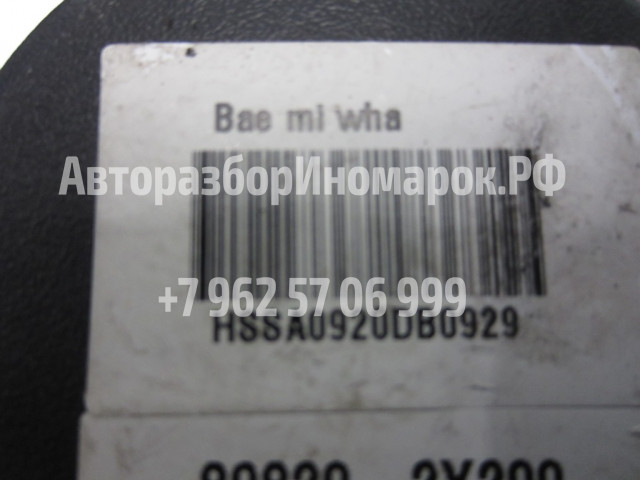 Bae mi wha
АвторазборИномарок.РФ
+7 962 57 06 999
HSSA0920DB0929